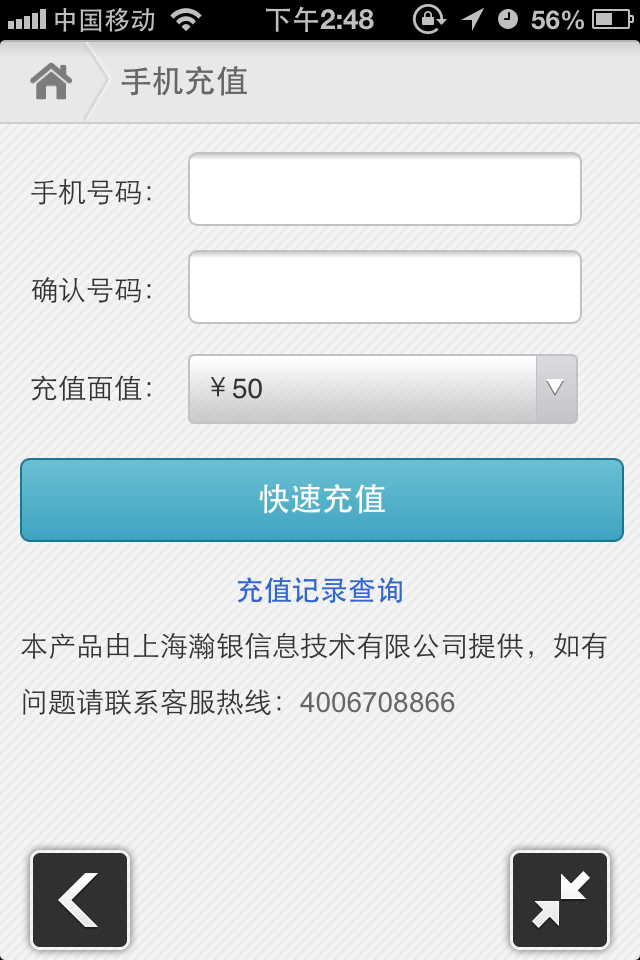 中国移动 下午2:48 56%
手机充值
手机号码：
确认号码：
充值面值： ￥50
快速充值
充值记录查询
本产品由上海瀚银信息技术有限公司提供，如有
问题请联系客服热线：4006708866